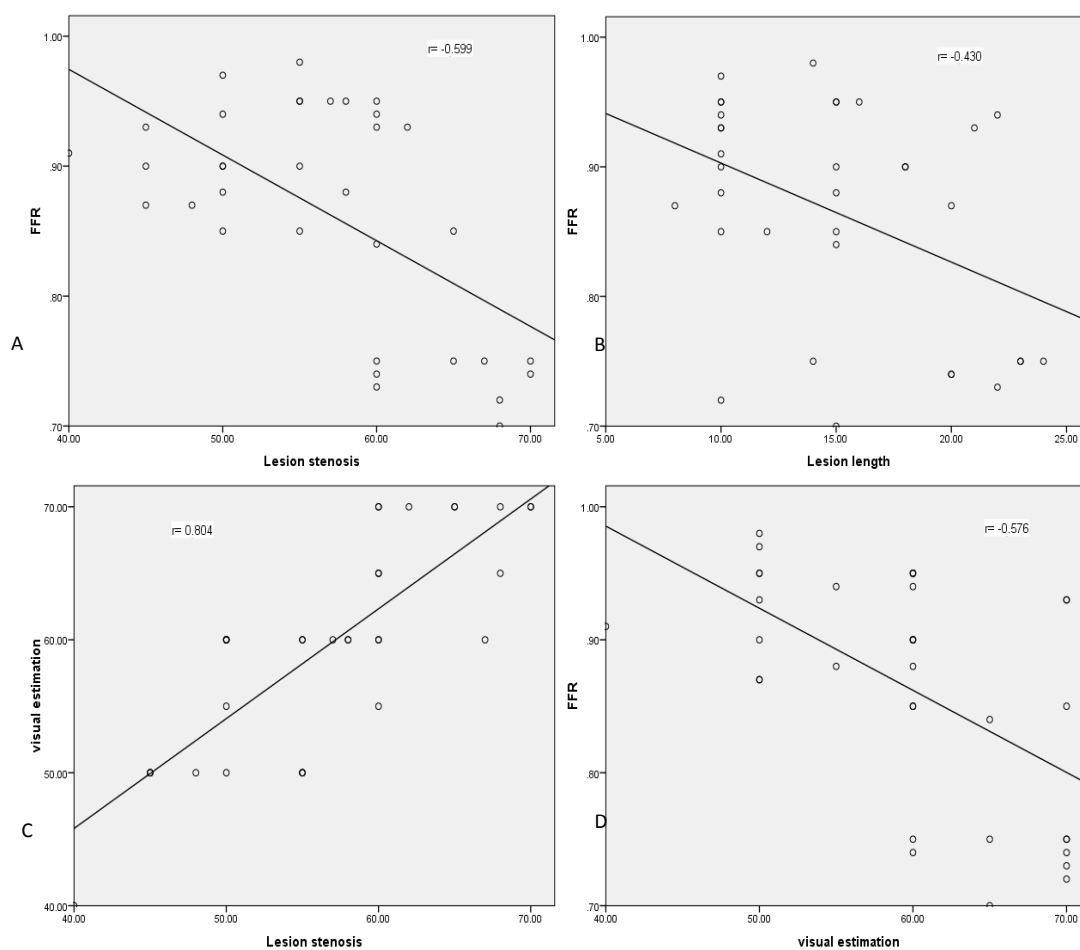 1.00
.90
.80
.70
FFR
r= -0.599
40.00 50.00 60.00 70.00
Lesion stenosis
A
1.00
.90
.80
.70
FFR
r= -0.430
5.00 10.00 15.00 20.00 25.00
Lesion length
B
70.00
60.00
50.00
40.00
visual estimation
r= 0.804
40.00 50.00 60.00 70.00
Lesion stenosis
C
1.00
.90
.80
.70
FFR
r= -0.576
40.00 50.00 60.00 70.00
visual estimation
D